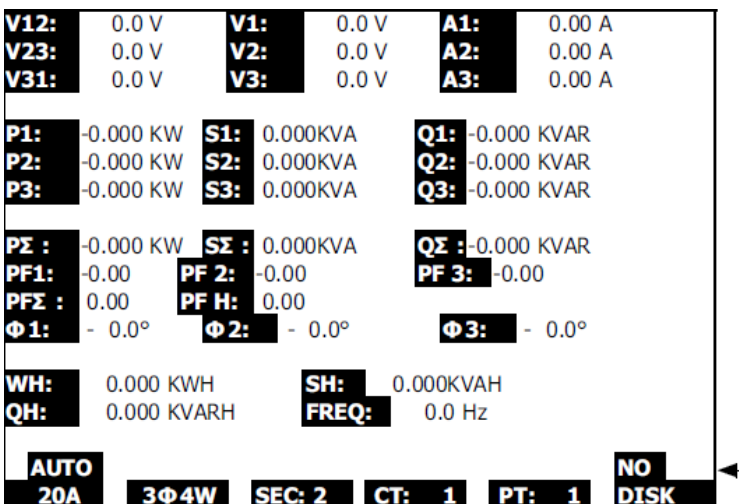 V12: 0.0 V V1: 0.0 V A1: 0.00 A
V23: 0.0 V V2: 0.0 V A2: 0.00 A
V31: 0.0 V V3: 0.0 V A3: 0.00 A
P1: -0.000 KW S1: 0.000KVA Q1: -0.000 KVAR
P2: -0.000 KW S2: 0.000KVA Q2: -0.000 KVAR
P3: -0.000 KW S3: 0.000KVA Q3: -0.000 KVAR
PΣ : -0.000 KW SΣ : 0.000KVA QΣ : -0.000 KVAR
PF1: -0.00 PF 2: -0.00 PF 3: -0.00
PFΣ : 0.00 PF H: 0.00
Φ1: - 0.0° Φ2: - 0.0° Φ3: - 0.0°
WH: 0.000 KWH SH: 0.000KVAH
QH: 0.000 KVARH FREQ: 0.0 Hz
AUTO NO
20A 3Φ4W SEC: 2 CT: 1 PT: 1 DISK